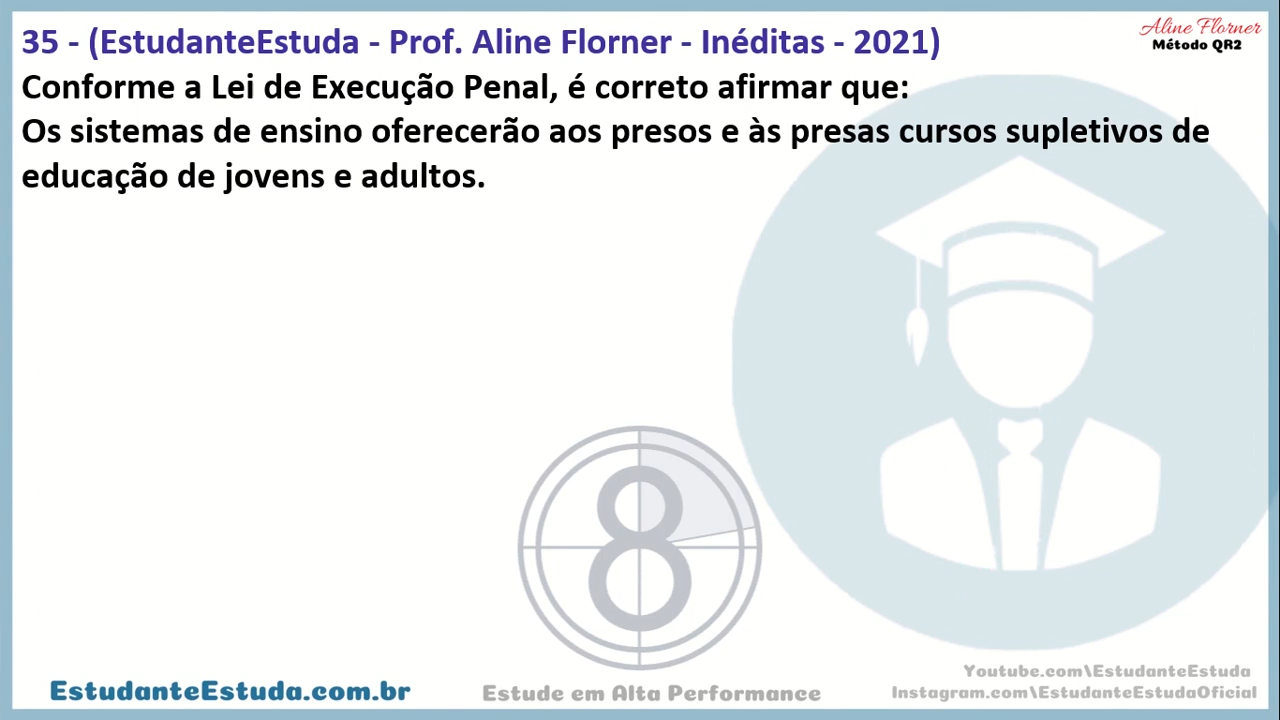 35 - (EstudanteEstuda - Prof. Aline Florner - Inéditas - 2021)
Aline Florner
Método QR2
Conforme a Lei de Execução Penal, é correto afirmar que:
Os sistemas de ensino oferecerão aos presos e às presas cursos supletivos de
educação de jovens e adultos.
8
EstudanteEstuda.com.br
Estude em Alta Performance
Youtube.com\EstudanteEstuda
Instagram.com\EstudanteEstudaOficial